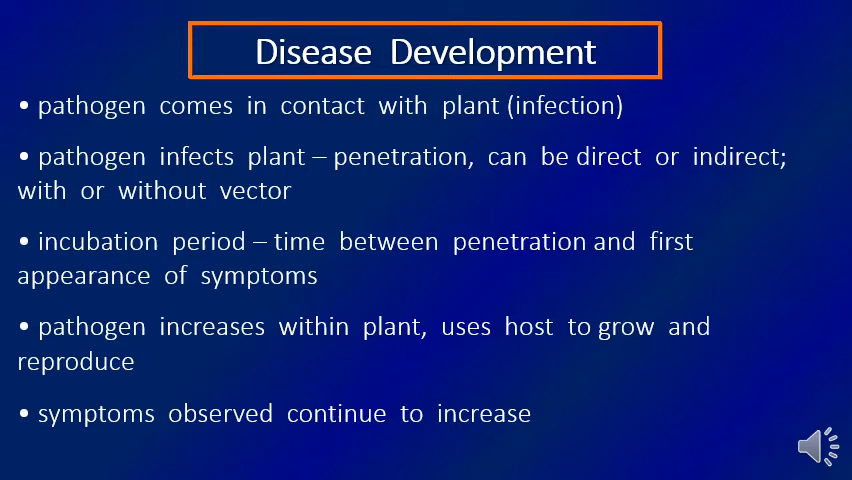 Disease Development
• pathogen comes in contact with plant (infection)
• pathogen infects plant – penetration, can be direct or indirect;
with or without vector
• incubation period – time between penetration and first
appearance of symptoms
• pathogen increases within plant, uses host to grow and
reproduce
• symptoms observed continue to increase